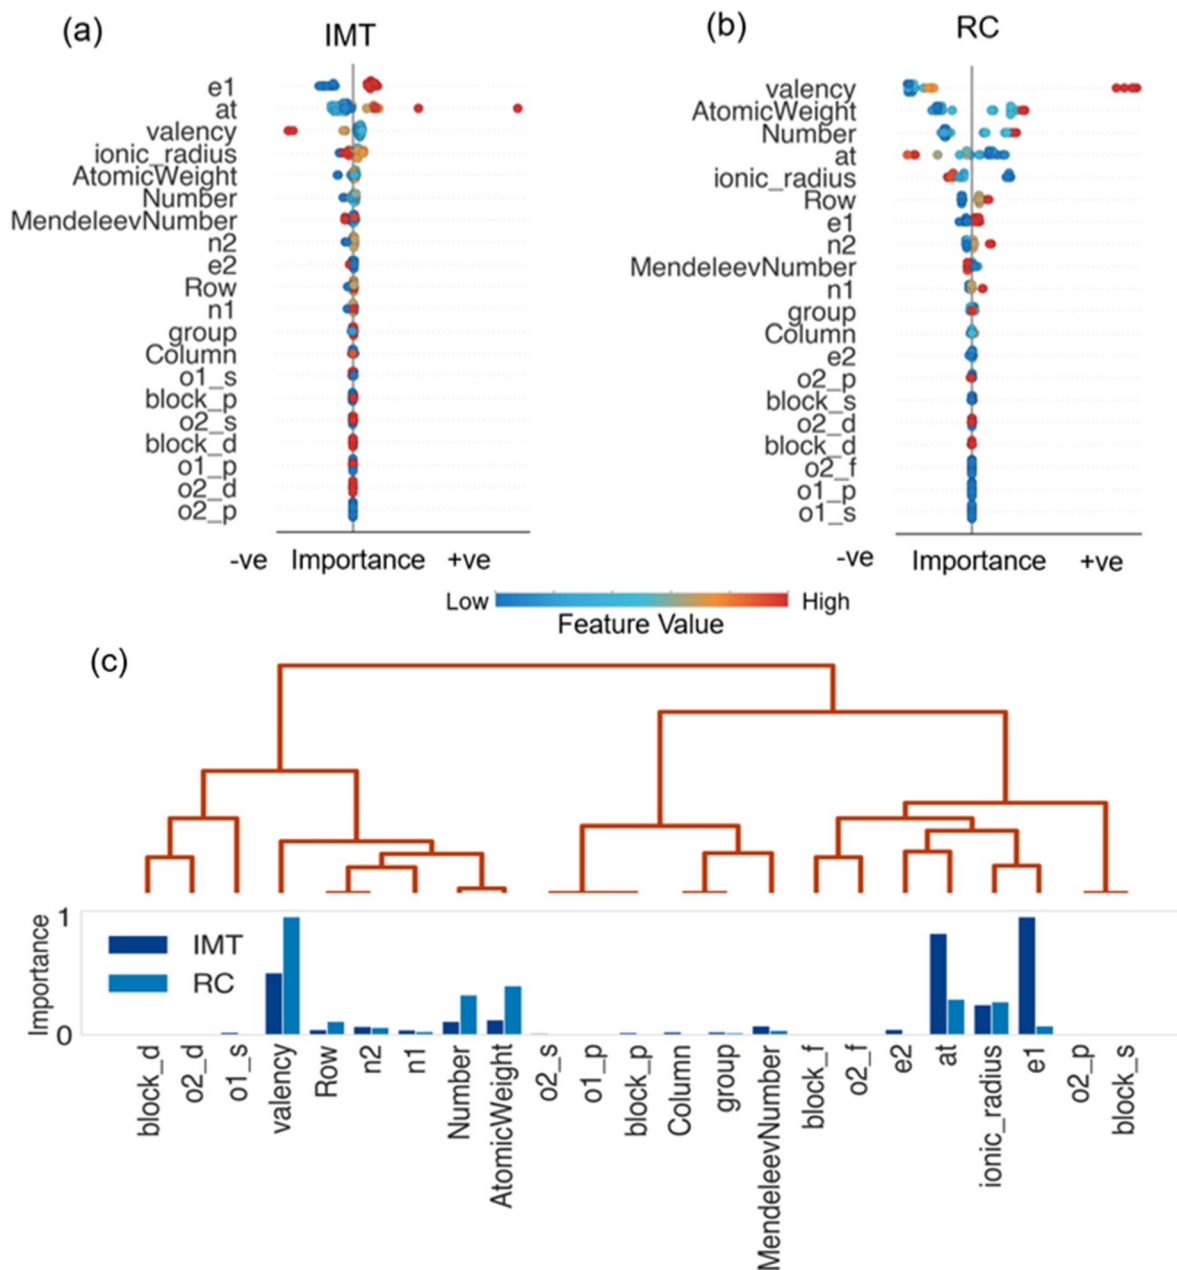 (a)
IMT
e1
at
valency
ionic_radius
AtomicWeight
Number
MendeleevNumber
n2
e2
Row
n1
group
Column
o1_s
block_p
o2_s
block_d
o1_p
o2_d
o2_p
-ve Importance +ve
(b)
RC
valency
AtomicWeight
Number
at
ionic_radius
Row
e1
n2
MendeleevNumber
n1
group
Column
e2
o2_p
block_s
o2_d
block_d
o2_f
o1_p
o1_s
-ve Importance +ve
Low High
Feature Value
(c)
Importance
1
0
IMT
RC
block_d
o2_d
o1_s
valency
Row
n2
n1
Number
AtomicWeight
o2_s
o1_p
block_p
Column
group
MendeleevNumber
block_f
o2_f
e2
at
ionic_radius
e1
o2_p
block_s